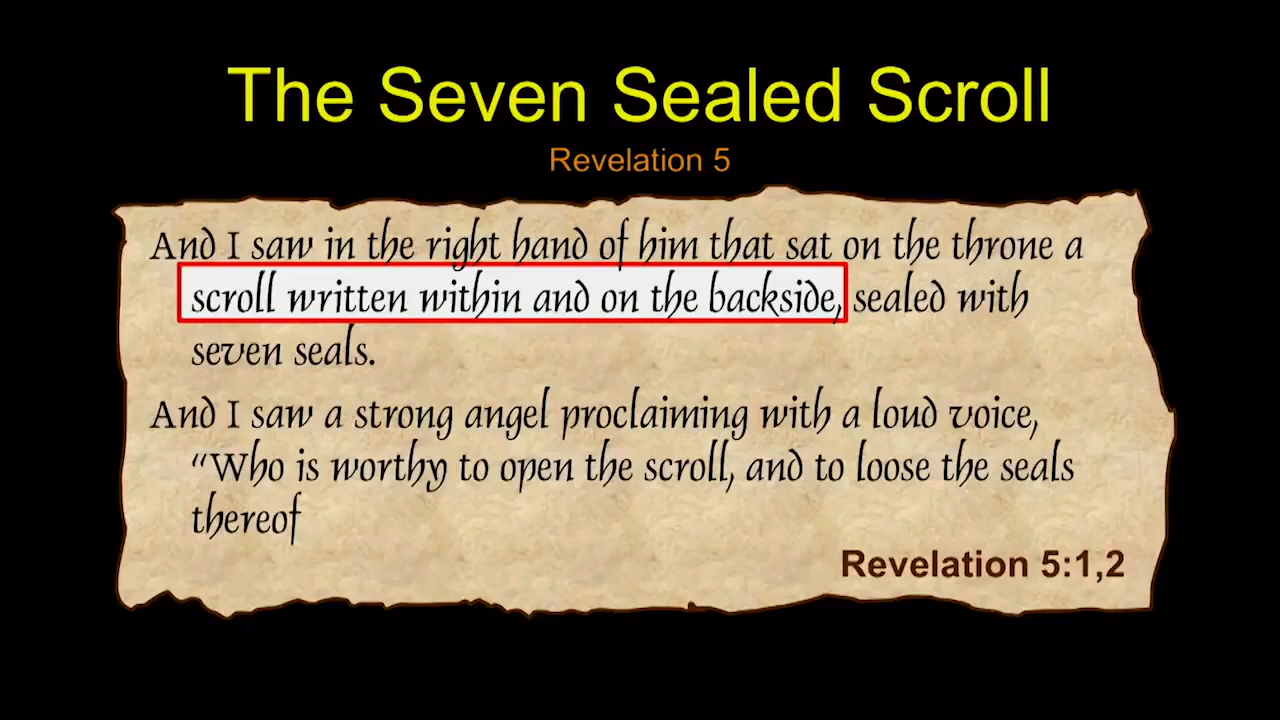 The Seven Sealed Scroll
Revelation 5
And I saw in the right hand of him that sat on the throne a
scroll written within and on the backside, sealed with
seven seals.
And I saw a strong angel proclaiming with a loud voice,
“Who is worthy to open the scroll, and to loose the seals
thereof
Revelation 5:1,2